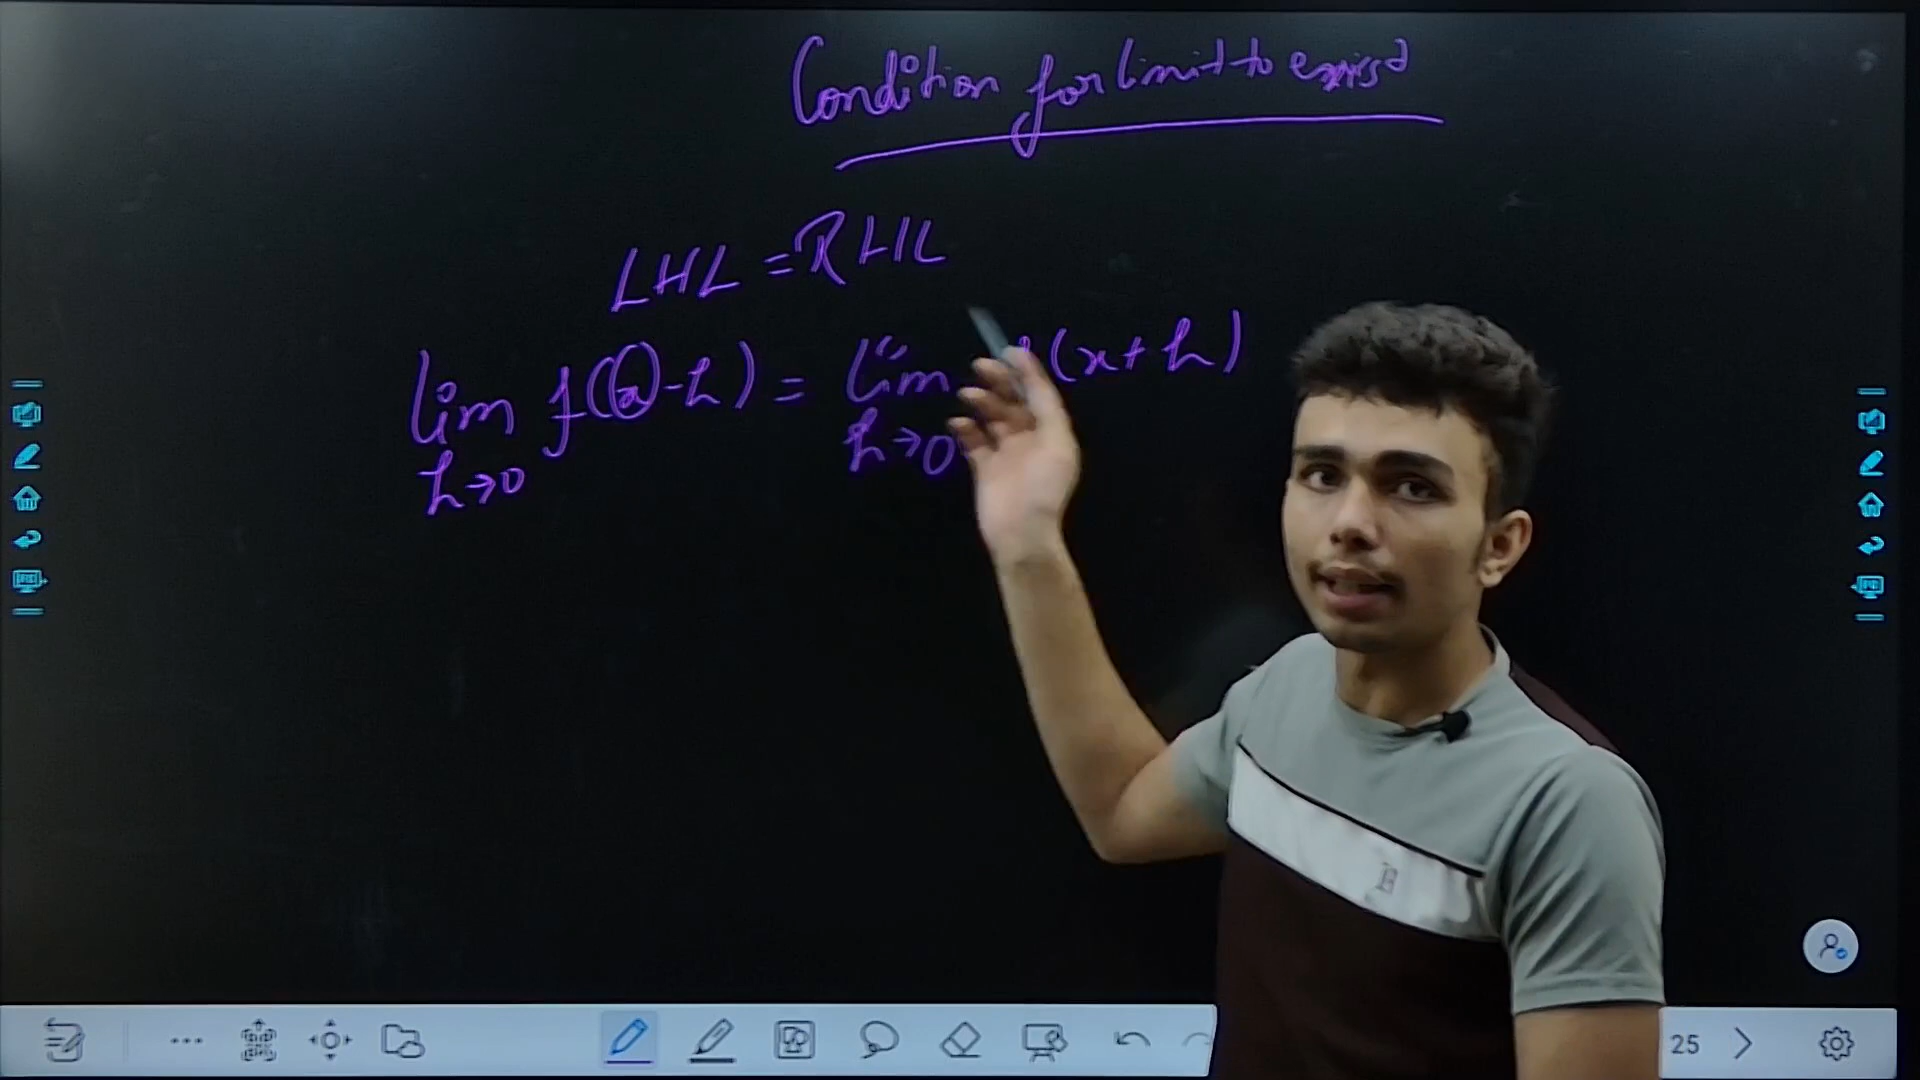 Condition for limit to exist
LHL = RHL
lim f(x-h) = lim f(x+h)
h→0 h→0
25